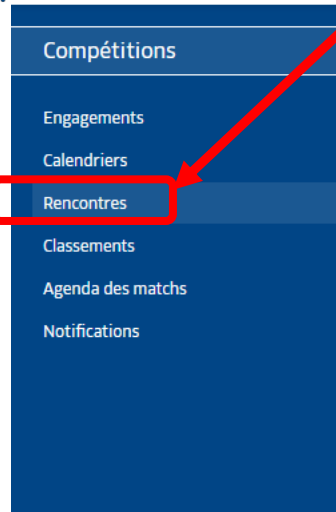 Compétitions
Engagements
Calendriers
Rencontres
Classements
Agenda des matchs
Notifications